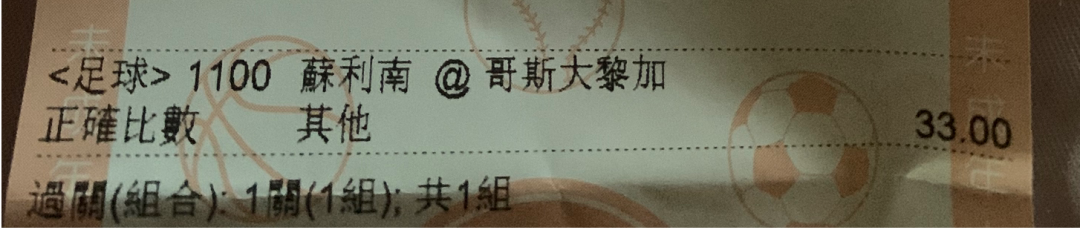 <足球> 1100 蘇利南 @ 哥斯大黎加
正確比數 其他 33.00
過關(組合): 1關(1組); 共1組